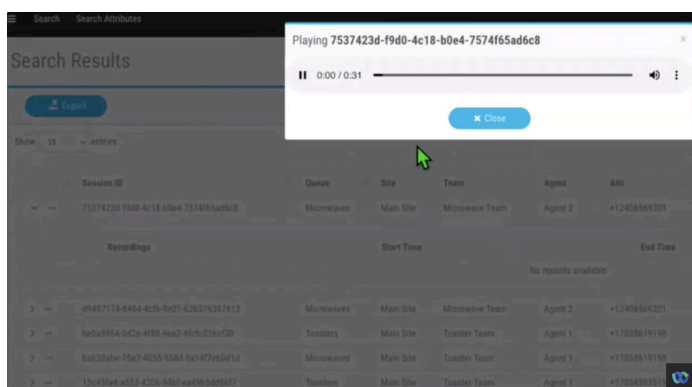 Search Search Attributes
Playing 7537423d-f9d0-4c18-b0e4-7574f65ad6c8
Search Results
0:00 / 0:31
Export
Close
Show 10 entries
Session ID Queue Site Team Agent ANI
7537423d-f9d0-4c18-b0e4-7574f65ad6c8 Microwaves Main Site Microwave Team Agent 2 +12406869201
Recordings Start Time End Time
No records available
Microwaves Main Site Microwave Team Agent 2 +12406869201
Toasters Main Site Toaster Team Agent 1 +17038619198
Microwaves Main Site Toaster Team Agent 1 +17038619198
Toasters Main Site Toaster Team Agent 1